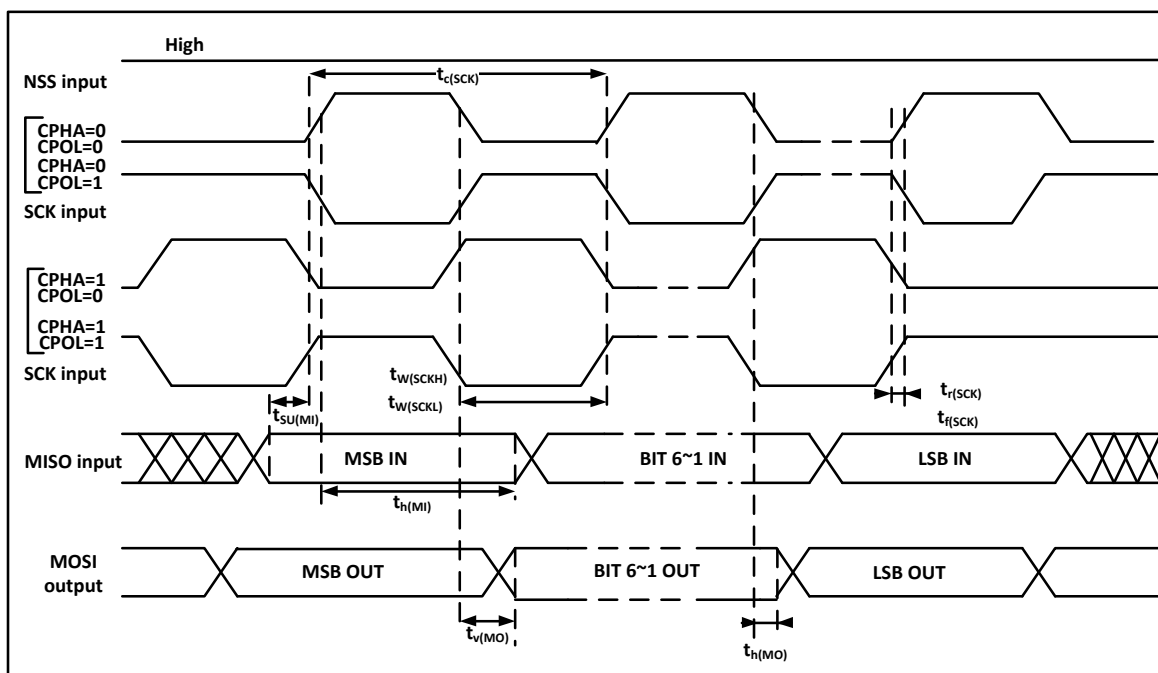 High
NSS input
tc(SCK)
CPHA=0
CPOL=0
CPHA=0
CPOL=1
SCK input
CPHA=1
CPOL=0
CPHA=1
CPOL=1
SCK input
tW(SCKH)
tW(SCKL)
tr(SCK)
tf(SCK)
tSU(MI)
MISO input
MSB IN
BIT 6~1 IN
LSB IN
th(MI)
MOSI
output
MSB OUT
BIT 6~1 OUT
LSB OUT
tv(MO)
th(MO)